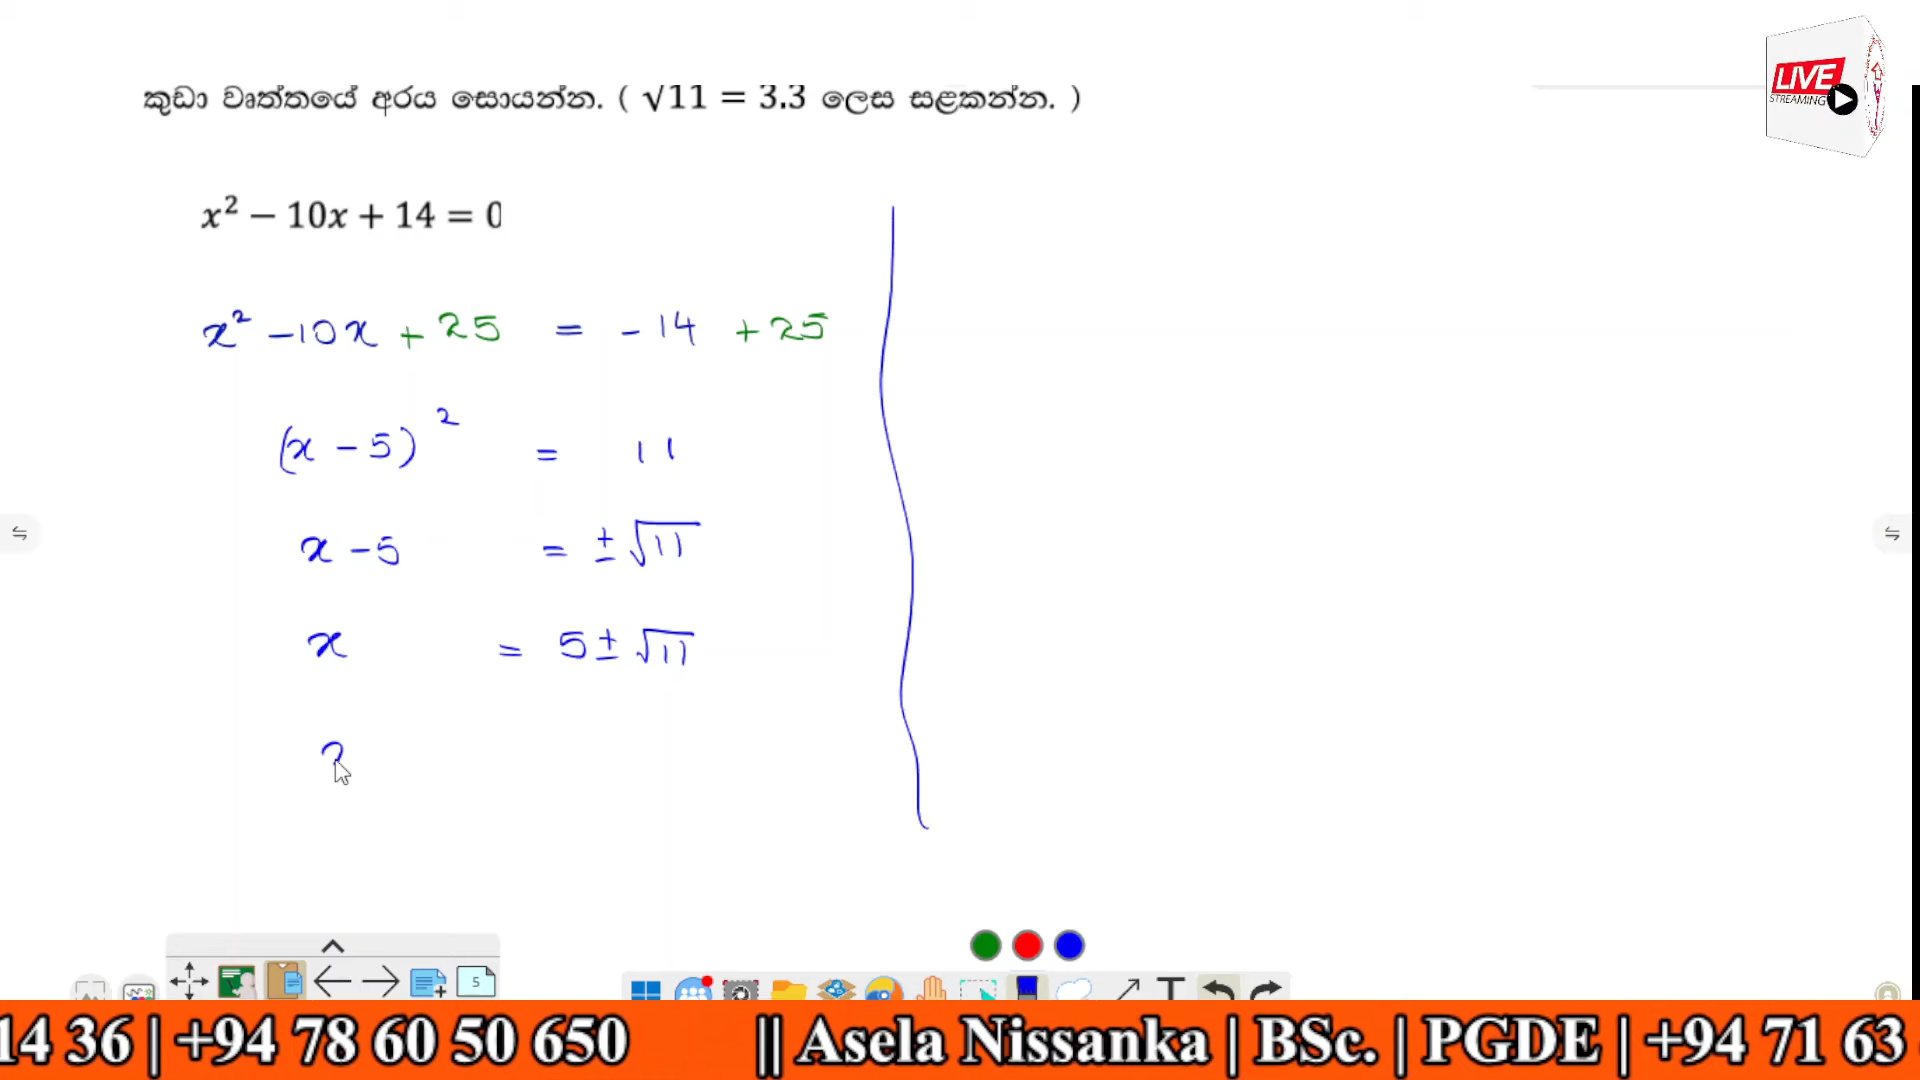 LIVE
STREAMING
කුඩා වෘත්තයේ අරය සොයන්න. ( √11 = 3.3 ලෙස සළකන්න. )
x² − 10x + 14 = 0
x² − 10x + 25 = − 14 + 25
(x − 5)² = 11
x − 5 = ± √11
x = 5 ± √11
5
T
14 36 | +94 78 60 50 650 || Asela Nissanka | BSc. | PGDE | +94 71 63